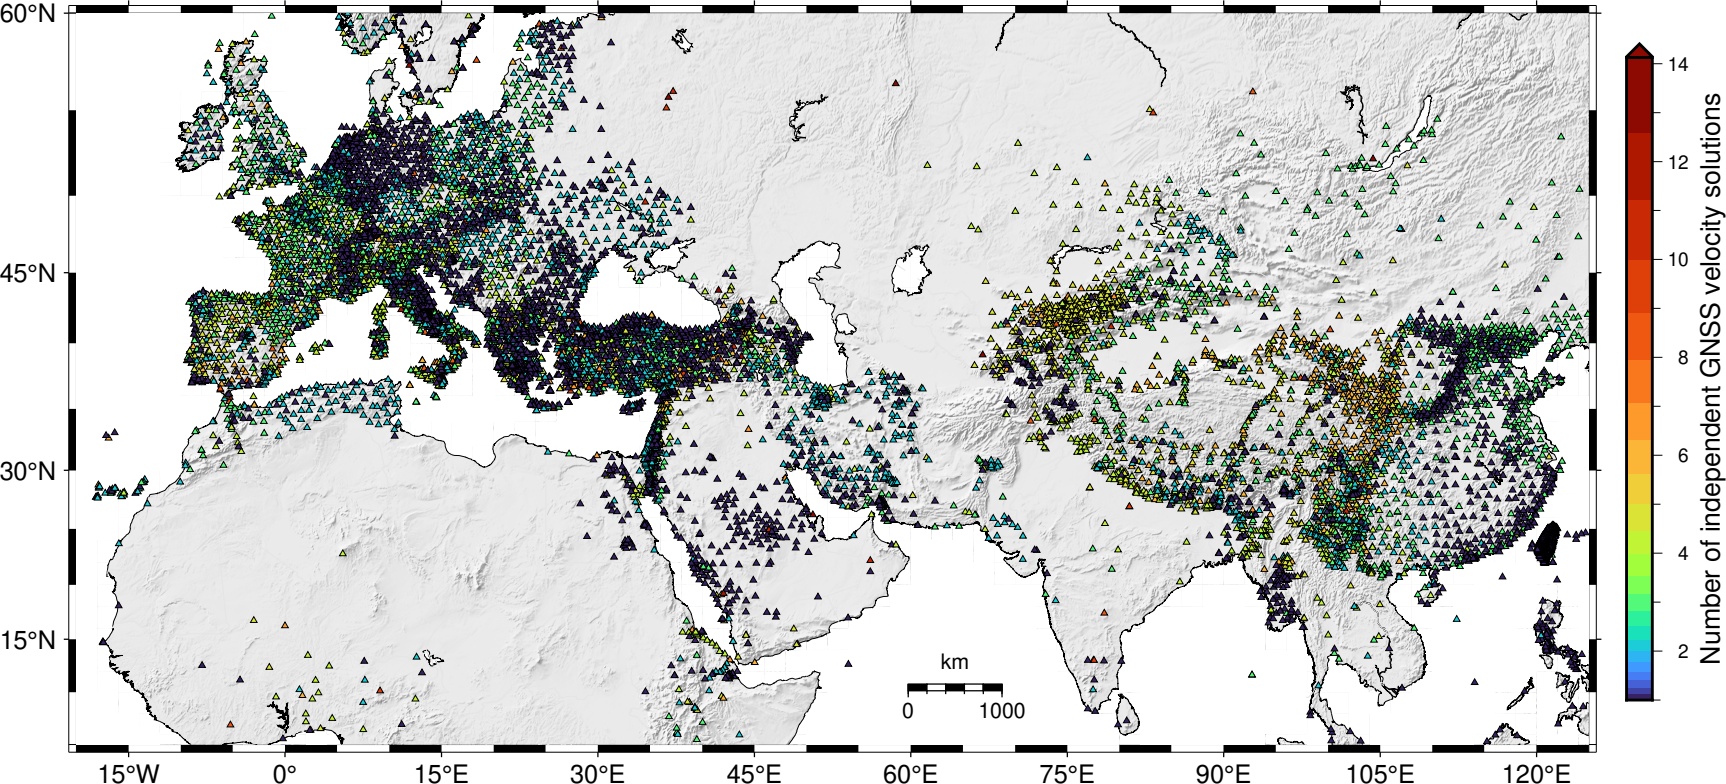 60°N
45°N
30°N
15°N
15°W
0°
15°E
30°E
45°E
60°E
75°E
90°E
105°E
120°E
km
0
1000
14
12
10
8
6
4
2
Number of independent GNSS velocity solutions